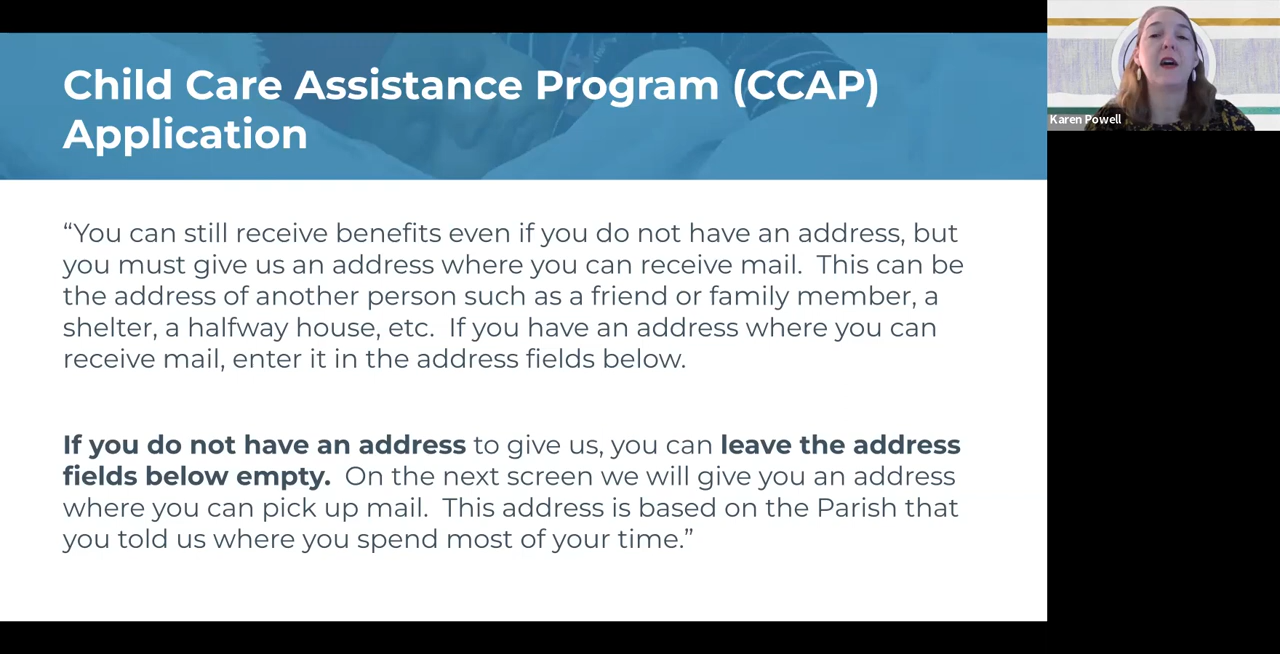 Child Care Assistance Program (CCAP)
Application
“You can still receive benefits even if you do not have an address, but
you must give us an address where you can receive mail.  This can be
the address of another person such as a friend or family member, a
shelter, a halfway house, etc.  If you have an address where you can
receive mail, enter it in the address fields below.
If you do not have an address to give us, you can leave the address
fields below empty.  On the next screen we will give you an address
where you can pick up mail.  This address is based on the Parish that
you told us where you spend most of your time.”
Karen Powell